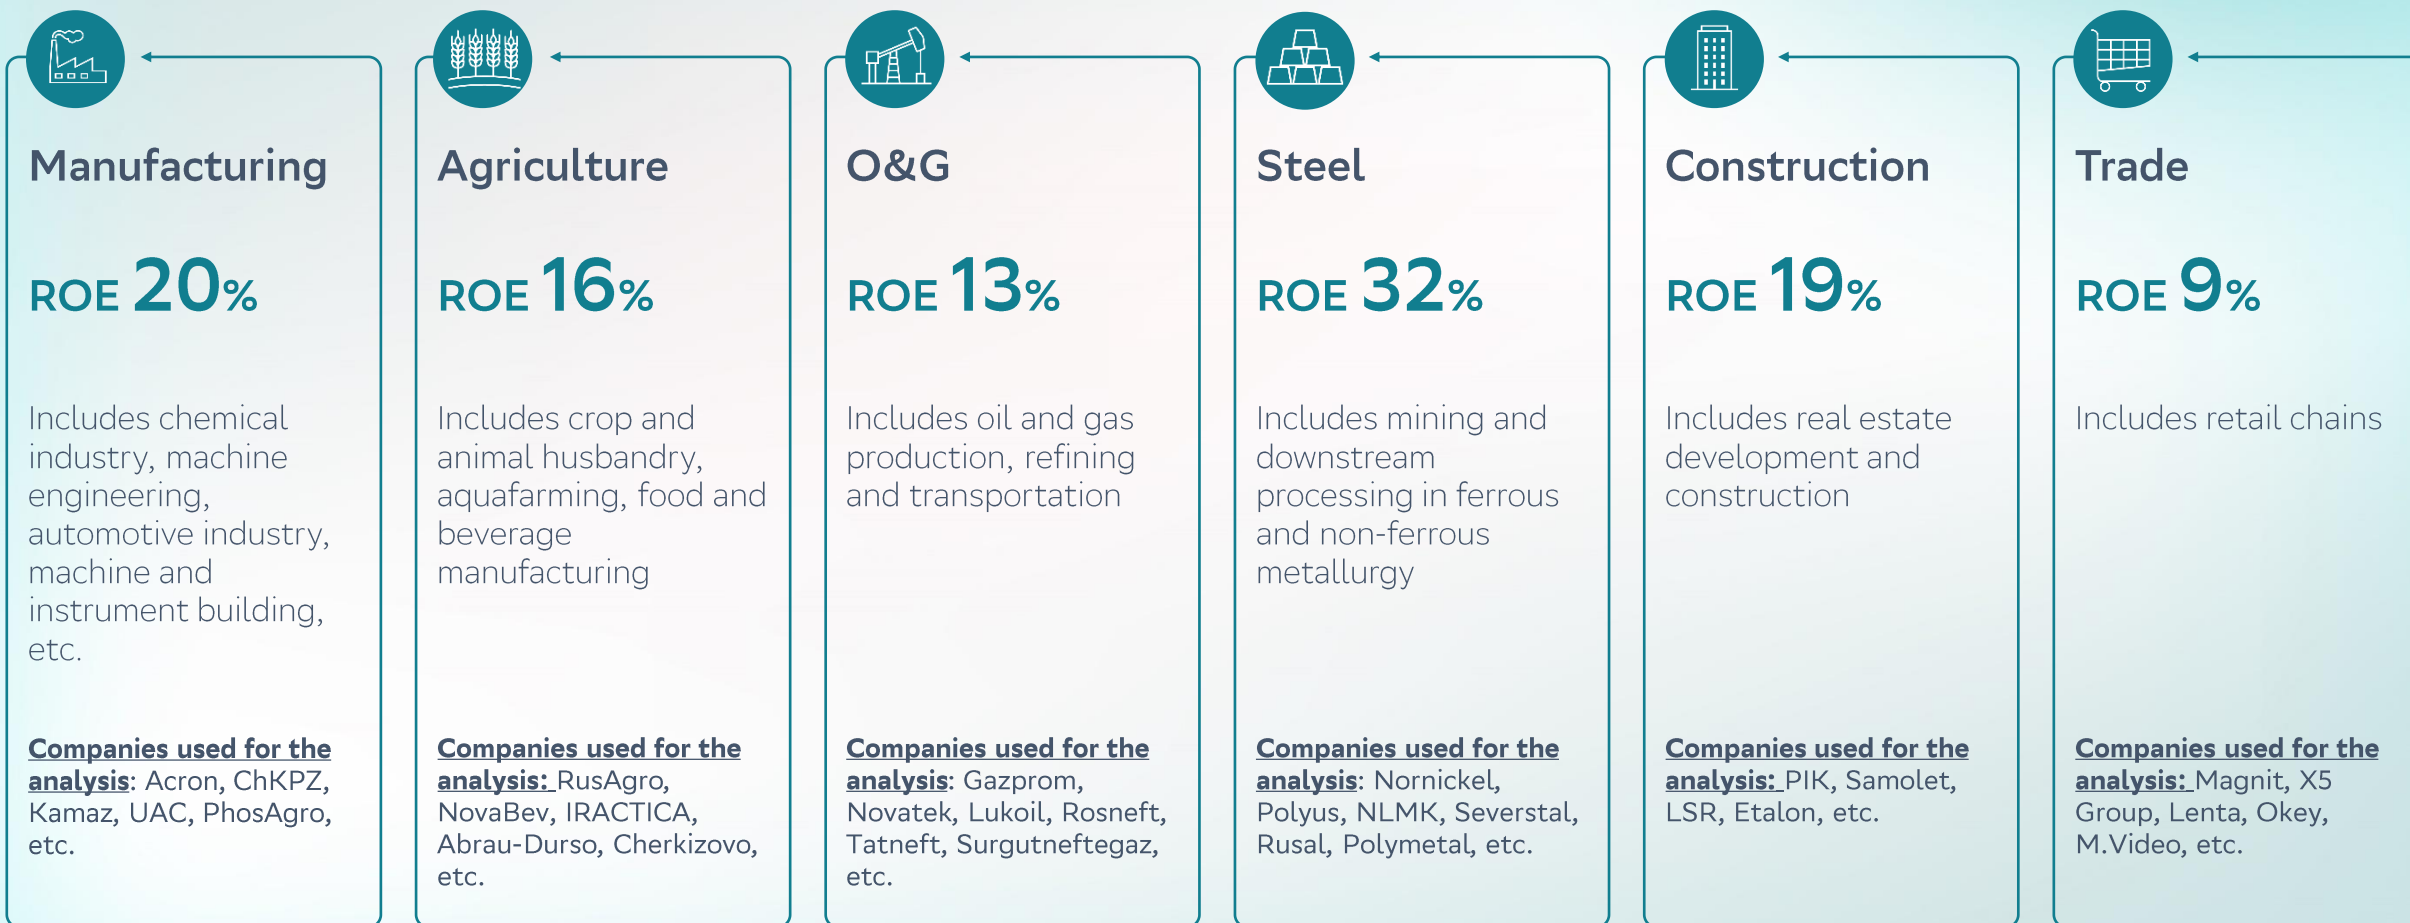 Manufacturing
ROE 20%
Includes chemical
industry, machine
engineering,
automotive industry,
machine and
instrument building,
etc.
Companies used for the
analysis: Acron, ChKPZ,
Kamaz, UAC, PhosAgro,
etc.
Agriculture
ROE 16%
Includes crop and
animal husbandry,
aquafarming, food and
beverage
manufacturing
Companies used for the
analysis: RusAgro,
NovaBev, IRACTICA,
Abrau-Durso, Cherkizovo,
etc.
O&G
ROE 13%
Includes oil and gas
production, refining
and transportation
Companies used for the
analysis: Gazprom,
Novatek, Lukoil, Rosneft,
Tatneft, Surgutneftegaz,
etc.
Steel
ROE 32%
Includes mining and
downstream
processing in ferrous
and non-ferrous
metallurgy
Companies used for the
analysis: Nornickel,
Polyus, NLMK, Severstal,
Rusal, Polymetal, etc.
Construction
ROE 19%
Includes real estate
development and
construction
Companies used for the
analysis: PIK, Samolet,
LSR, Etalon, etc.
Trade
ROE 9%
Includes retail chains
Companies used for the
analysis: Magnit, X5
Group, Lenta, Okey,
M.Video, etc.